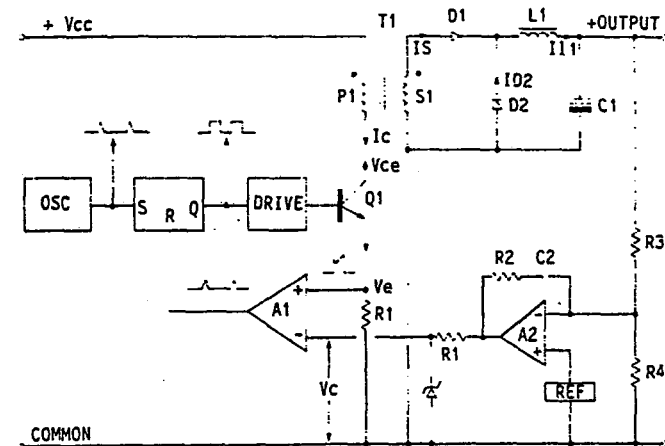 + Vcc
T1
D1
L1
+OUTPUT
IS
Il1
P1
S1
ID2
D2
C1
Ic
Vce
OSC
S R Q
DRIVE
Q1
R3
R2 C2
Ve
A1
+
-
R1
R1
A2
-
+
R4
Vc
REF
COMMON